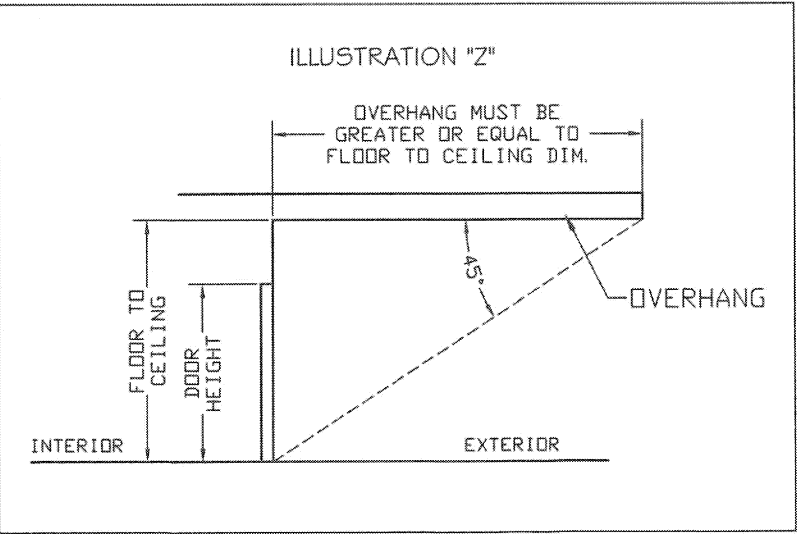 ILLUSTRATION "Z"
OVERHANG MUST BE
GREATER OR EQUAL TO
FLOOR TO CEILING DIM.
45°
OVERHANG
FLOOR TO
CEILING
DOOR
HEIGHT
INTERIOR
EXTERIOR